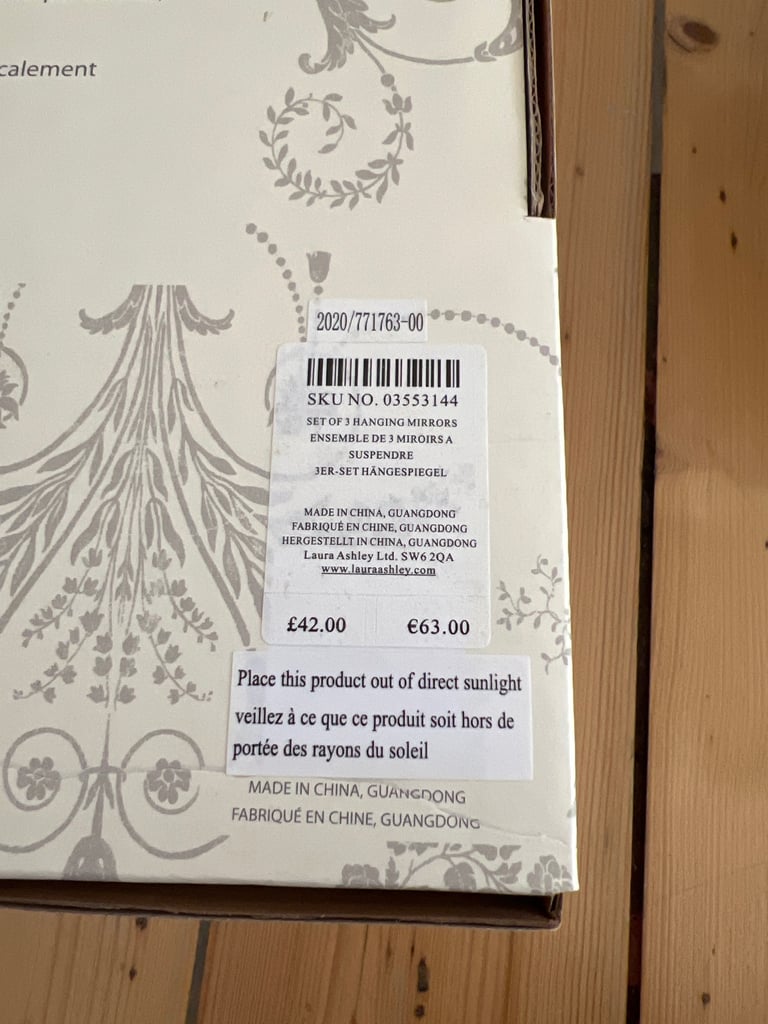 calement
2020/771763-00
SKU NO. 03553144
SET OF 3 HANGING MIRRORS
ENSEMBLE DE 3 MIROIRS A
SUSPENDRE
3ER-SET HÄNGESPIEGEL
MADE IN CHINA, GUANGDONG
FABRIQUÉ EN CHINE, GUANGDONG
HERGESTELLT IN CHINA, GUANGDONG
Laura Ashley Ltd. SW6 2QA
www.lauraashley.com
£42.00 €63.00
Place this product out of direct sunlight
veillez à ce que ce produit soit hors de
portée des rayons du soleil
MADE IN CHINA, GUANGDONG
FABRIQUÉ EN CHINE, GUANGDONG